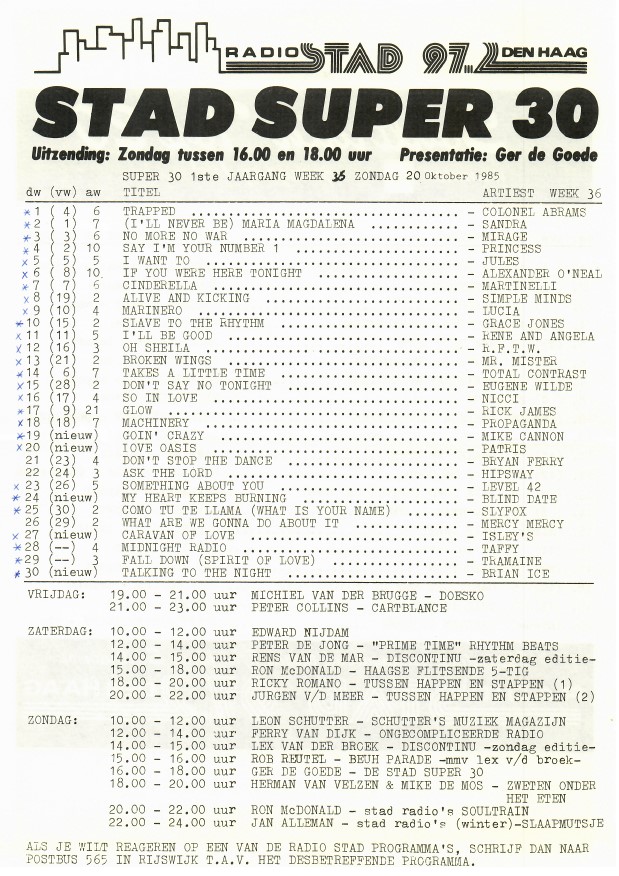 RADIO STAD 97.2 DEN HAAG
STAD SUPER 30
Uitzending: Zondag tussen 16.00 en 18.00 uur Presentatie: Ger de Goede
SUPER 30 1ste JAARGANG WEEK 36 ZONDAG 20 Oktober 1985
dw (vw) aw TITEL ARTIEST WEEK 36
*1 ( 4) 6 TRAPPED .................................. - COLONEL ABRAMS
*2 ( 1) 7 (I'LL NEVER BE) MARIA MAGDALENA .................................. - SANDRA
*3 ( 3) 6 NO MORE NO WAR .................................. - MIRAGE
*4 ( 2) 10 SAY I'M YOUR NUMBER 1 .................................. - PRINCESS
x5 ( 5) 5 I WANT TO .................................. - JULES
x6 ( 8) 10 IF YOU WERE HERE TONIGHT .................................. - ALEXANDER O'NEAL
*7 ( 7) 6 CINDERELLA .................................. - MARTINELLI
x8 (19) 2 ALIVE AND KICKING .................................. - SIMPLE MINDS
x9 (10) 4 MARINERO .................................. - LUCIA
*10 (15) 2 SLAVE TO THE RHYTHM .................................. - GRACE JONES
x11 (11) 5 I'LL BE GOOD .................................. - RENE AND ANGELA
x12 (16) 3 OH SHEILA .................................. - R.F.T.W.
x13 (21) 2 BROKEN WINGS .................................. - MR. MISTER
*14 ( 6) 7 TAKES A LITTLE TIME .................................. - TOTAL CONTRAST
x15 (28) 2 DON'T SAY NO TONIGHT .................................. - EUGENE WILDE
x16 (17) 4 SO IN LOVE .................................. - NICCI
*17 ( 9) 21 GLOW .................................. - RICK JAMES
x18 (18) 7 MACHINERY .................................. - PROPAGANDA
*19 (nieuw) GOIN' CRAZY .................................. - MIKE CANNON
x20 (nieuw) LOVE OASIS .................................. - PATRIS
21 (23) 4 DON'T STOP THE DANCE .................................. - BRYAN FERRY
22 (24) 3 ASK THE LORD .................................. - HIPSWAY
x23 (26) 5 SOMETHING ABOUT YOU .................................. - LEVEL 42
*24 (nieuw) MY HEART KEEPS BURNING .................................. - BLIND DATE
*25 (30) 2 COMO TU TE LLAMA (WHAT IS YOUR NAME) .................................. - SLYFOX
26 (29) 2 WHAT ARE WE GONNA DO ABOUT IT .................................. - MERCY MERCY
x27 (nieuw) CARAVAN OF LOVE .................................. - ISLEY'S
*28 (--) 4 MIDNIGHT RADIO .................................. - TAFFY
*29 (--) 3 FALL DOWN (SPIRIT OF LOVE) .................................. - TRAMAINE
*30 (nieuw) TALKING TO THE NIGHT .................................. - BRIAN ICE
VRIJDAG: 19.00 - 21.00 uur MICHIEL VAN DER BRUGGE - DOESKO
21.00 - 23.00 uur PETER COLLINS - CARTBLANCE
ZATERDAG: 10.00 - 12.00 uur EDWARD NIJDAM
12.00 - 14.00 uur PETER DE JONG - "PRIME TIME" RHYTHM BEATS
14.00 - 15.00 uur RENS VAN DE MAR - DISCONTINU -zaterdag editie-
15.00 - 18.00 uur RON McDONALD - HAAGSE FLITSENDE 5-TIG
18.00 - 20.00 uur RICKY ROMANO - TUSSEN HAPPEN EN STAPPEN (1)
20.00 - 22.00 uur JURGEN V/D MEER - TUSSEN HAPPEN EN STAPPEN (2)
ZONDAG: 10.00 - 12.00 uur LEON SCHUTTER - SCHUTTER'S MUZIEK MAGAZIJN
12.00 - 14.00 uur FERRY VAN DIJK - ONGECOMPLICEERDE RADIO
14.00 - 15.00 uur LEX VAN DER BROEK - DISCONTINU -zondag editie-
15.00 - 16.00 uur ROB REUTEL - BEUH PARADE -mmv lex v/d broek-
16.00 - 18.00 uur GER DE GOEDE - DE STAD SUPER 30
18.00 - 20.00 uur HERMAN VAN VELZEN & MIKE DE MOS - ZWETEN ONDER
HET ETEN
20.00 - 22.00 uur RON McDONALD - stad radio's SOULTRAIN
22.00 - 24.00 uur JAN ALLEMAN - stad radio's (winter)-SLAAPMUTSJE
ALS JE WILT REAGEREN OP EEN VAN DE RADIO STAD PROGRAMMA'S, SCHRIJF DAN NAAR
POSTBUS 565 IN RIJSWIJK T.A.V. HET DESBETREFFENDE PROGRAMMA.